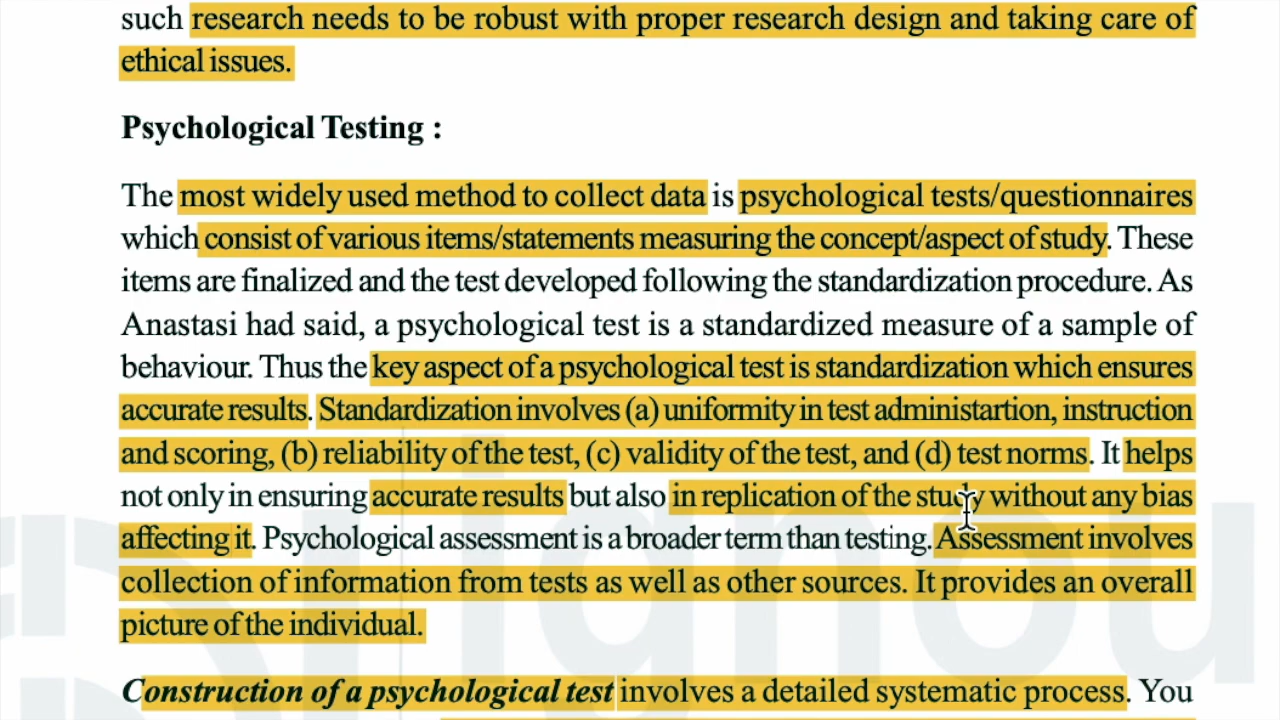 such research needs to be robust with proper research design and taking care of
ethical issues.
Psychological Testing :
The most widely used method to collect data is psychological tests/questionnaires
which consist of various items/statements measuring the concept/aspect of study. These
items are finalized and the test developed following the standardization procedure. As
Anastasi had said, a psychological test is a standardized measure of a sample of
behaviour. Thus the key aspect of a psychological test is standardization which ensures
accurate results. Standardization involves (a) uniformity in test administartion, instruction
and scoring, (b) reliability of the test, (c) validity of the test, and (d) test norms. It helps
not only in ensuring accurate results but also in replication of the study without any bias
affecting it. Psychological assessment is a broader term than testing. Assessment involves
collection of information from tests as well as other sources. It provides an overall
picture of the individual.
Construction of a psychological test involves a detailed systematic process. You
ignou